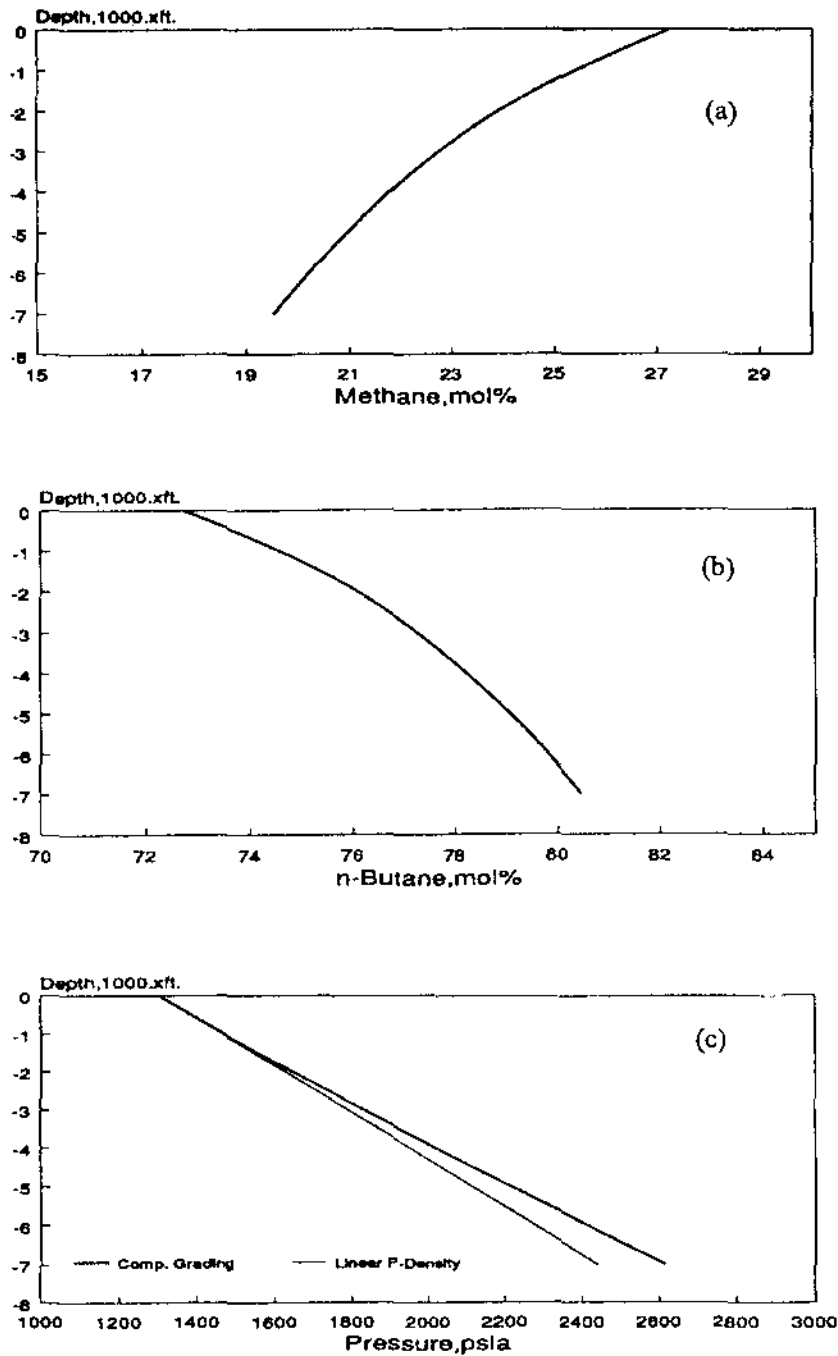 Depth,1000.xft.
0
-1
-2
-3
-4
-5
-6
-7
-8
(a)
15 17 19 21 23 25 27 29
Methane,mol%
Depth,1000.xft.
0
-1
-2
-3
-4
-5
-6
-7
-8
(b)
70 72 74 76 78 80 82 84
n-Butane,mol%
Depth,1000.xft.
0
-1
-2
-3
-4
-5
-6
-7
-8
(c)
Comp. Grading Linear P-Density
1000 1200 1400 1600 1800 2000 2200 2400 2600 2800 3000
Pressure,psia